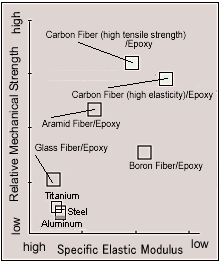 high
Carbon Fiber (high tensile strength)
/Epoxy
Carbon Fiber (high elasticity)/Epoxy
Aramid Fiber/Epoxy
Glass Fiber/Epoxy
Boron Fiber/Epoxy
Titanium
Steel
Aluminum
Relative Mechanical Strength
low
high
Specific Elastic Modulus
low